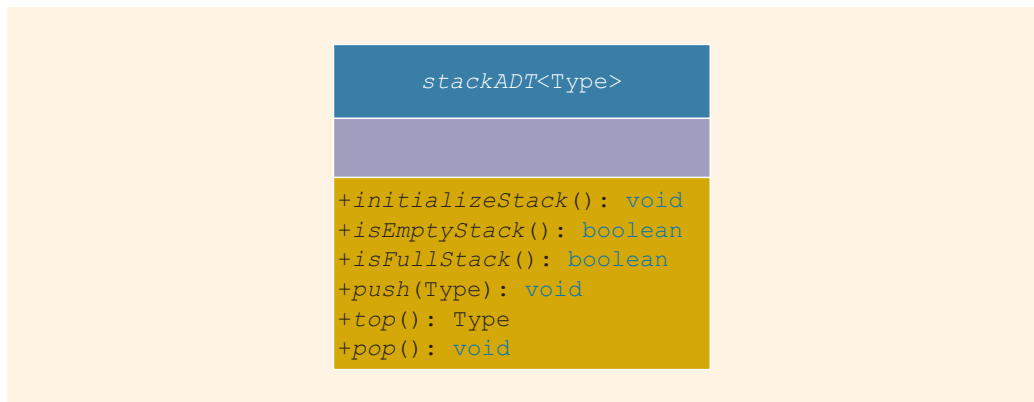 stackADT<Type>
+initializeStack(): void
+isEmptyStack(): boolean
+isFullStack(): boolean
+push(Type): void
+top(): Type
+pop(): void